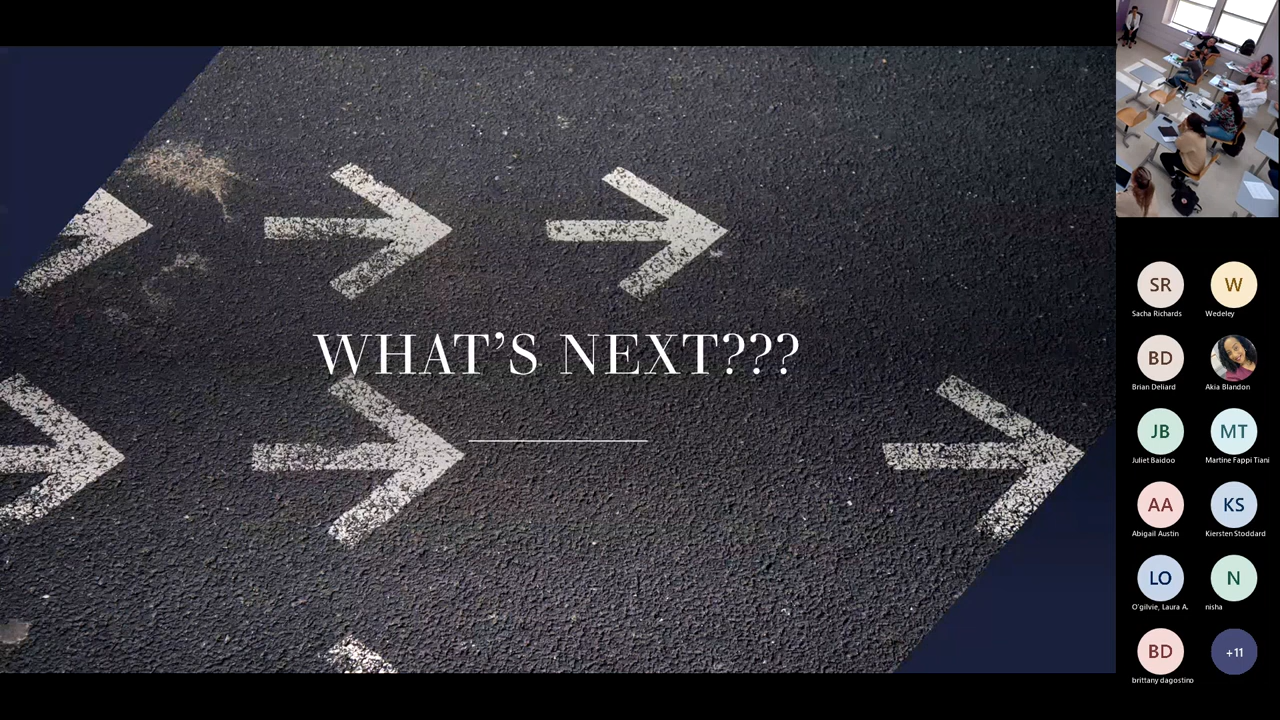 WHAT'S NEXT???
SR
W
Sacha Richards
Wedeley
BD
Brian Deliard
Akia Blandon
JB
MT
Juliet Baidoo
Martine Fappi Tiani
AA
KS
Abigail Austin
Kiersten Stoddard
LO
N
O'gilvie, Laura A.
nisha
BD
+11
brittany dagostino